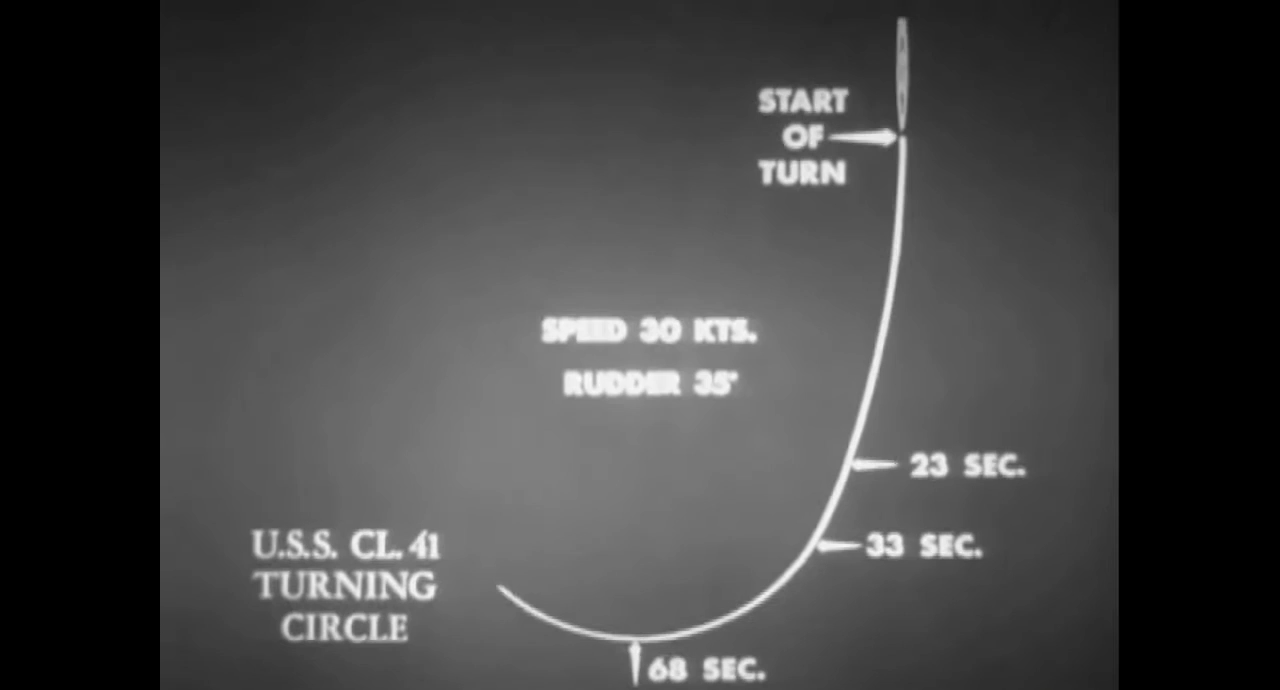 START
OF
TURN
SPEED 30 KTS.
RUDDER 35°
23 SEC.
33 SEC.
U.S.S. CL. 41
TURNING
CIRCLE
68 SEC.